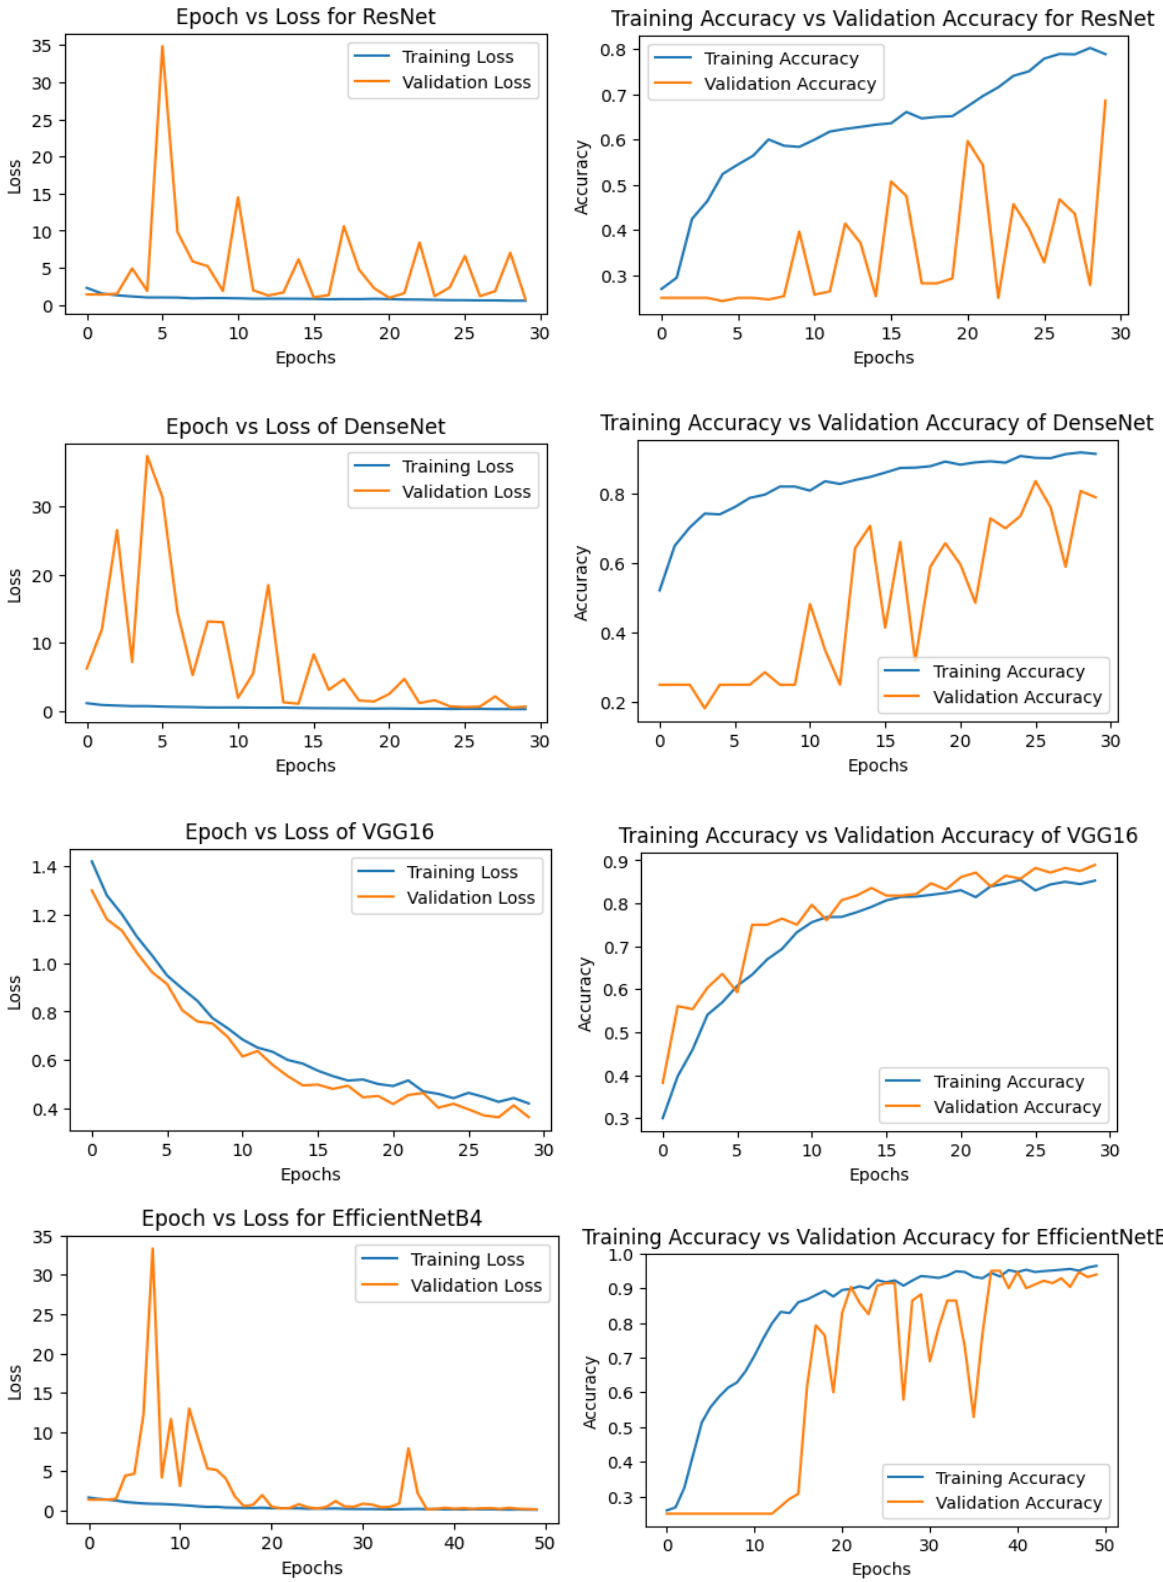 Epoch vs Loss for ResNet
35
30
25
20
15
10
5
0
Loss
Training Loss
Validation Loss
0 5 10 15 20 25 30
Epochs
Training Accuracy vs Validation Accuracy for ResNet
0.8
0.7
0.6
0.5
0.4
0.3
Accuracy
Training Accuracy
Validation Accuracy
0 5 10 15 20 25 30
Epochs
Epoch vs Loss of DenseNet
30
20
10
0
Loss
Training Loss
Validation Loss
0 5 10 15 20 25 30
Epochs
Training Accuracy vs Validation Accuracy of DenseNet
0.8
0.6
0.4
0.2
Accuracy
Training Accuracy
Validation Accuracy
0 5 10 15 20 25 30
Epochs
Epoch vs Loss of VGG16
1.4
1.2
1.0
0.8
0.6
0.4
Loss
Training Loss
Validation Loss
0 5 10 15 20 25 30
Epochs
Training Accuracy vs Validation Accuracy of VGG16
0.9
0.8
0.7
0.6
0.5
0.4
0.3
Accuracy
Training Accuracy
Validation Accuracy
0 5 10 15 20 25 30
Epochs
Epoch vs Loss for EfficientNetB4
35
30
25
20
15
10
5
0
Loss
Training Loss
Validation Loss
0 10 20 30 40 50
Epochs
Training Accuracy vs Validation Accuracy for EfficientNetB
1.0
0.9
0.8
0.7
0.6
0.5
0.4
0.3
Accuracy
Training Accuracy
Validation Accuracy
0 10 20 30 40 50
Epochs